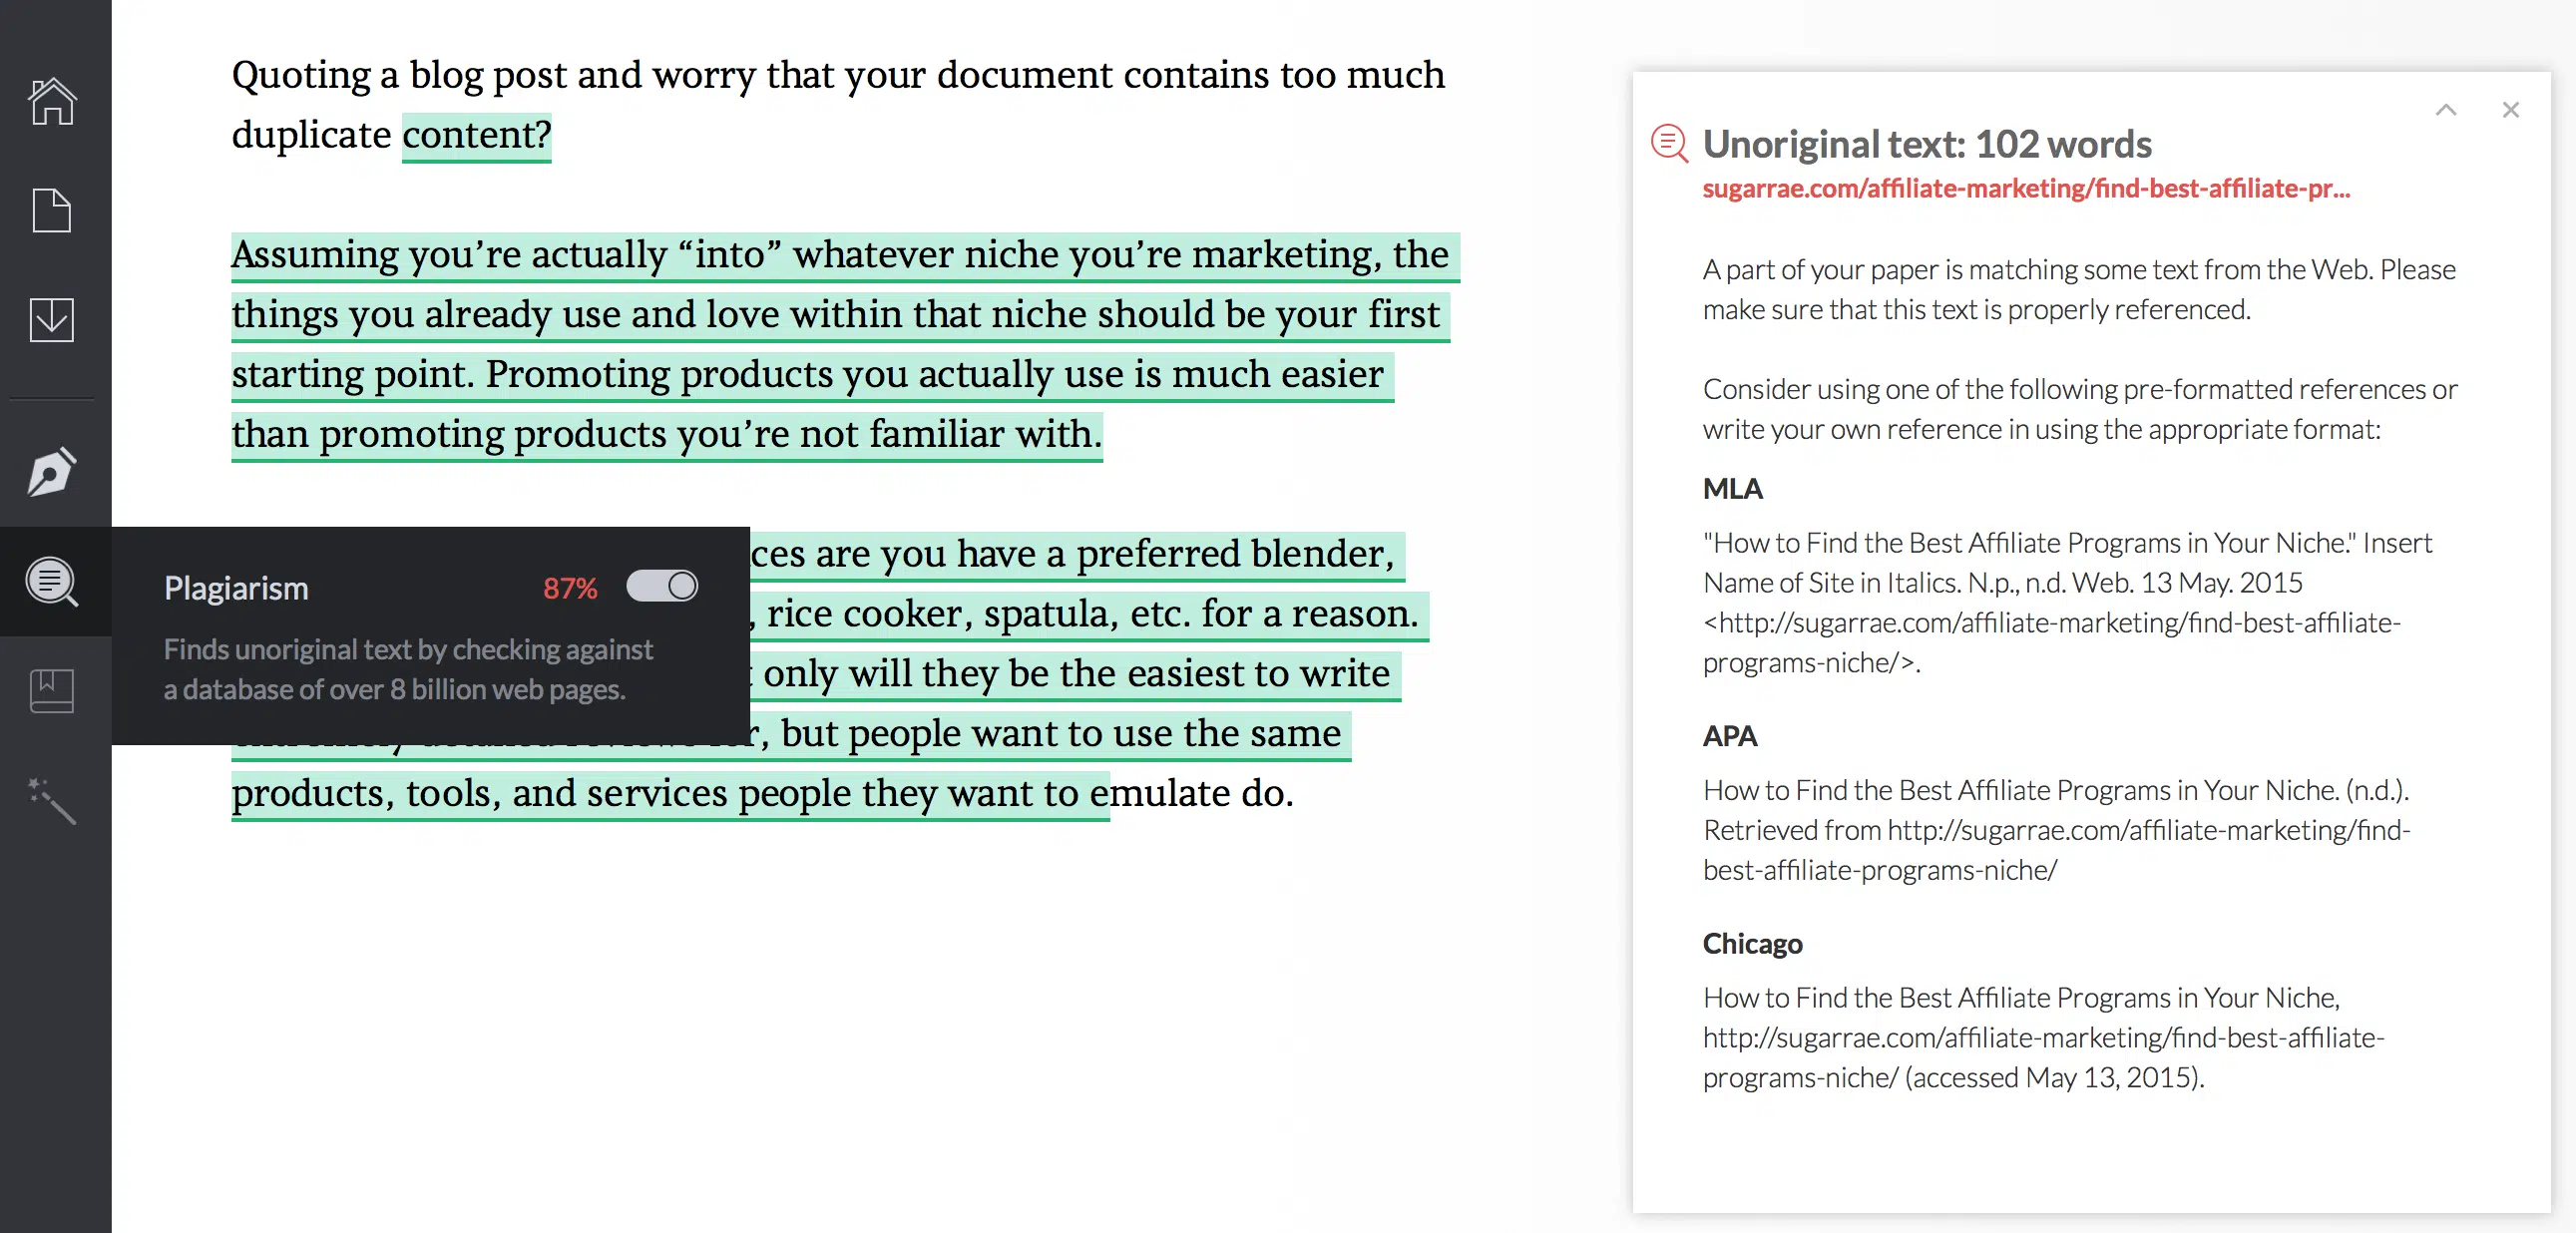 Quoting a blog post and worry that your document contains too much
duplicate content?
Assuming you’re actually “into” whatever niche you’re marketing, the
things you already use and love within that niche should be your first
starting point. Promoting products you actually use is much easier
than promoting products you’re not familiar with.
are you have a preferred blender,
, rice cooker, spatula, etc. for a reason.
only will they be the easiest to write
, but people want to use the same
products, tools, and services people they want to emulate do.
Plagiarism 87%
Finds unoriginal text by checking against
a database of over 8 billion web pages.
Unoriginal text: 102 words
sugarrae.com/affiliate-marketing/find-best-affiliate-pr...
A part of your paper is matching some text from the Web. Please
make sure that this text is properly referenced.
Consider using one of the following pre-formatted references or
write your own reference in using the appropriate format:
MLA
"How to Find the Best Affiliate Programs in Your Niche." Insert
Name of Site in Italics. N.p., n.d. Web. 13 May. 2015
<http://sugarrae.com/affiliate-marketing/find-best-affiliate-
programs-niche/>.
APA
How to Find the Best Affiliate Programs in Your Niche. (n.d.).
Retrieved from http://sugarrae.com/affiliate-marketing/find-
best-affiliate-programs-niche/
Chicago
How to Find the Best Affiliate Programs in Your Niche,
http://sugarrae.com/affiliate-marketing/find-best-affiliate-
programs-niche/ (accessed May 13, 2015).